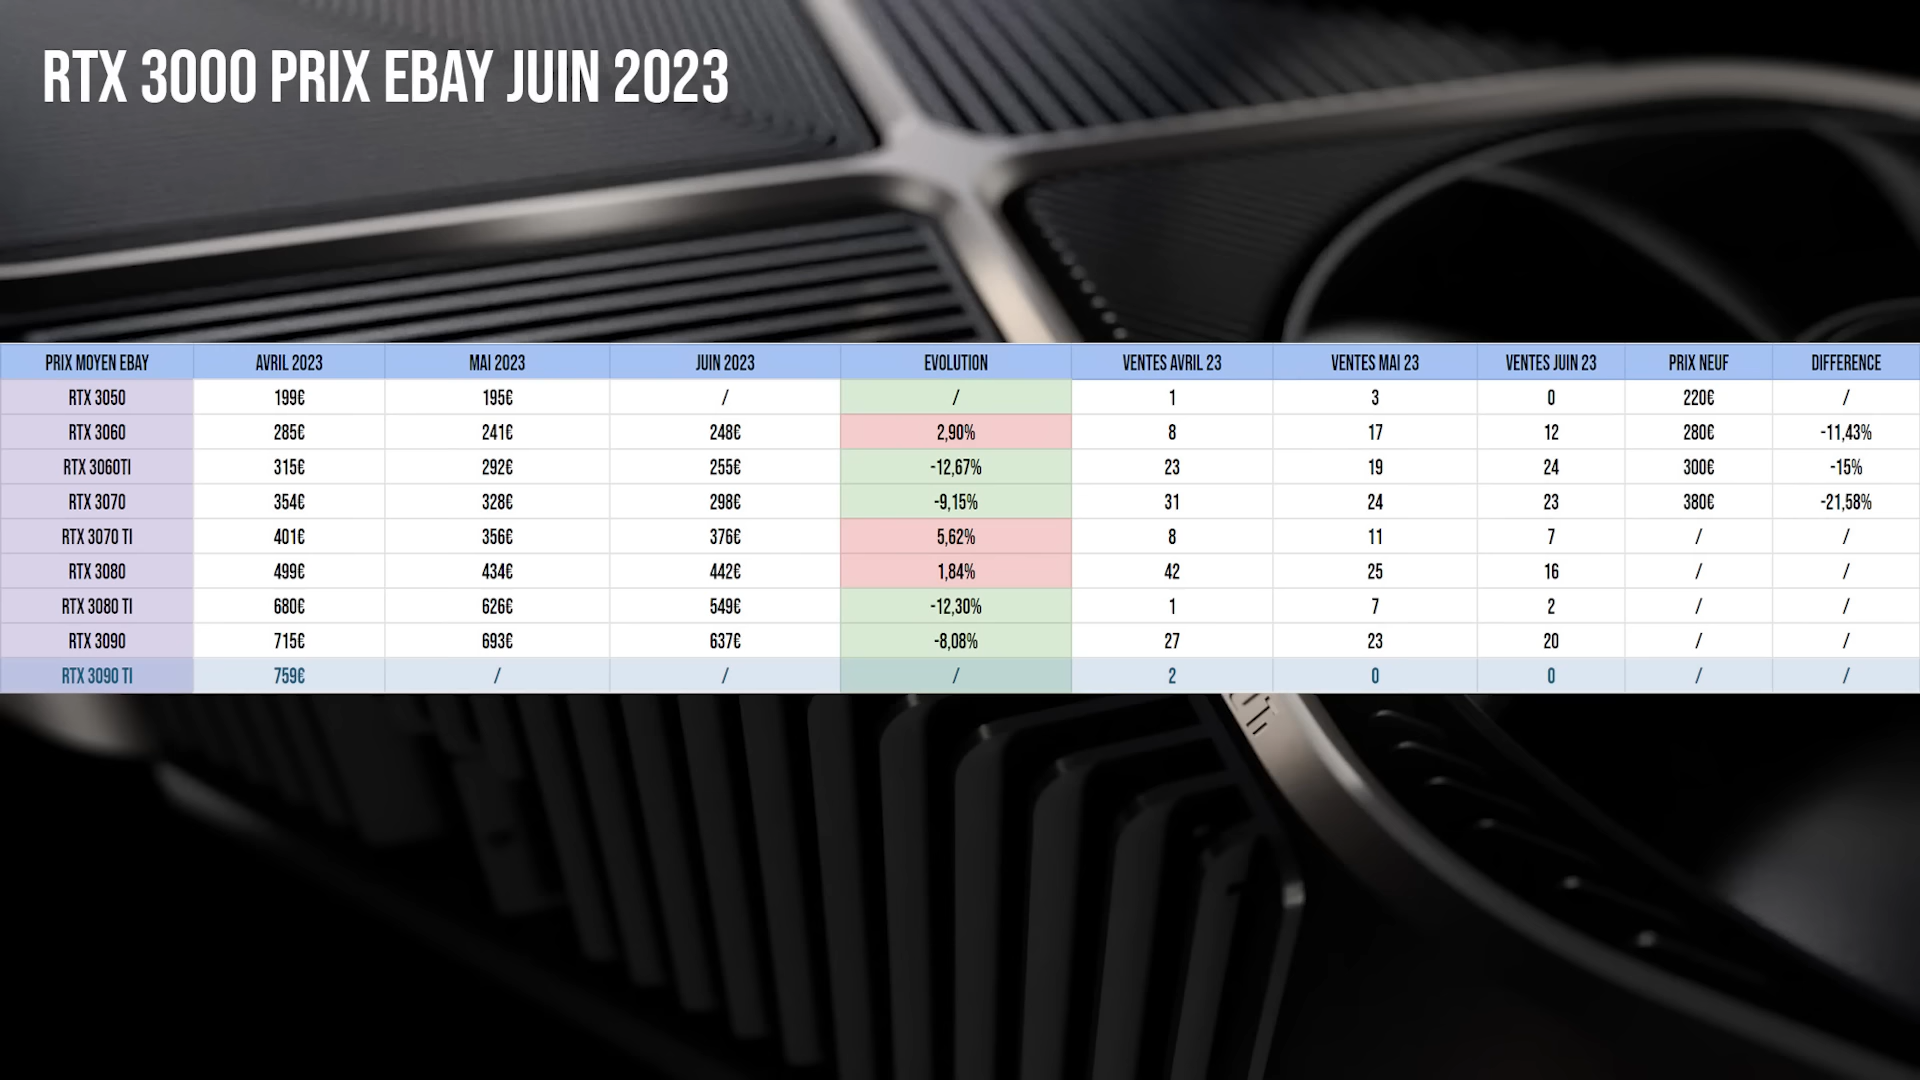 RTX 3000 PRIX EBAY JUIN 2023
PRIX MOYEN EBAY AVRIL 2023 MAI 2023 JUIN 2023 EVOLUTION VENTES AVRIL 23 VENTES MAI 23 VENTES JUIN 23 PRIX NEUF DIFFERENCE
RTX 3050 199€ 195€ / / 1 3 0 220€ /
RTX 3060 285€ 241€ 248€ 2,90% 8 17 12 280€ -11,43%
RTX 3060TI 315€ 292€ 255€ -12,67% 23 19 24 300€ -15%
RTX 3070 354€ 328€ 298€ -9,15% 31 24 23 380€ -21,58%
RTX 3070 TI 401€ 356€ 376€ 5,62% 8 11 7 / /
RTX 3080 499€ 434€ 442€ 1,84% 42 25 16 / /
RTX 3080 TI 680€ 626€ 549€ -12,30% 1 7 2 / /
RTX 3090 715€ 693€ 637€ -8,08% 27 23 20 / /
RTX 3090 TI 759€ / / / 2 0 0 / /